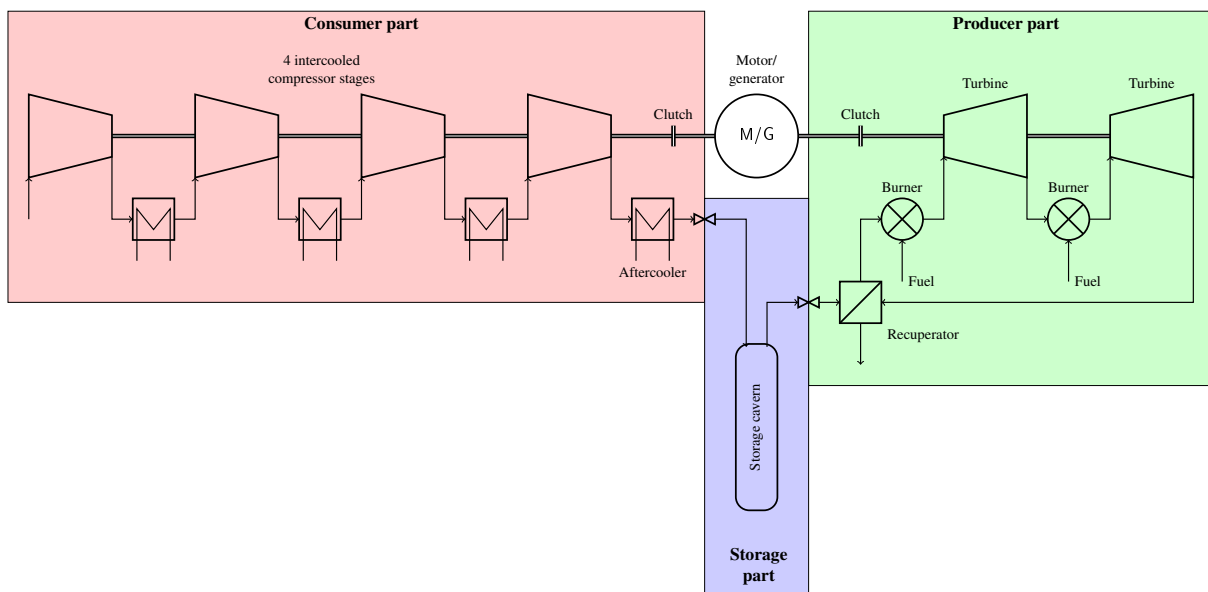 Consumer part
Producer part
4 intercooled
compressor stages
Motor/
generator
Turbine
Turbine
Clutch
Clutch
M/G
Burner
Burner
Aftercooler
Fuel
Fuel
Recuperator
Storage cavern
Storage
part